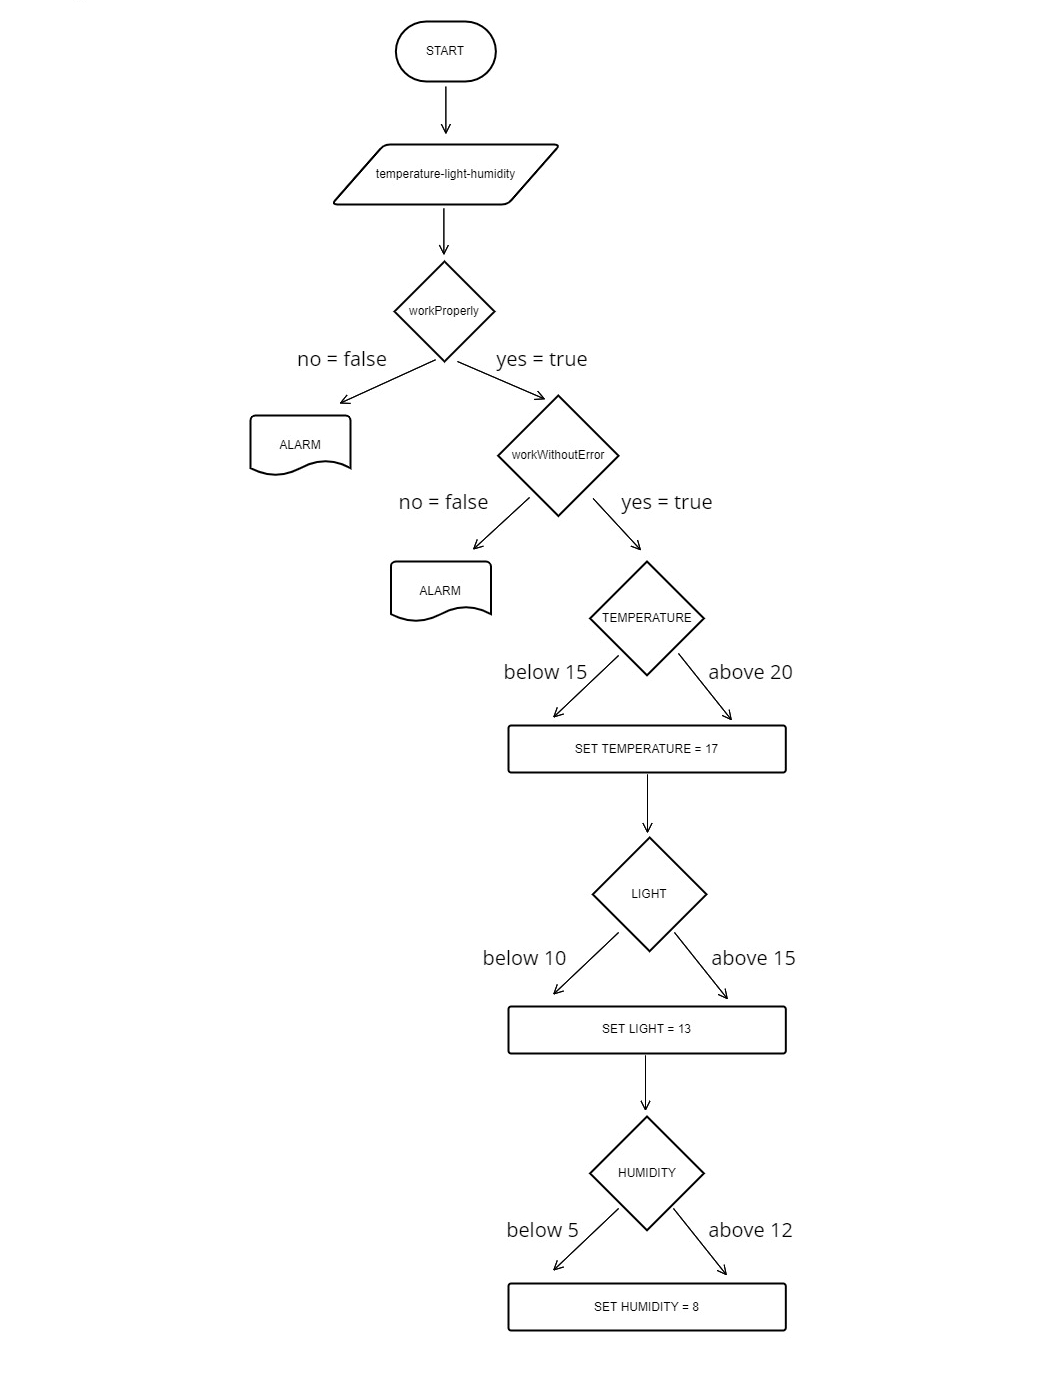 START
temperature-light-humidity
workProperly
no = false
yes = true
ALARM
workWithoutError
no = false
yes = true
ALARM
TEMPERATURE
below 15
above 20
SET TEMPERATURE = 17
LIGHT
below 10
above 15
SET LIGHT = 13
HUMIDITY
below 5
above 12
SET HUMIDITY = 8